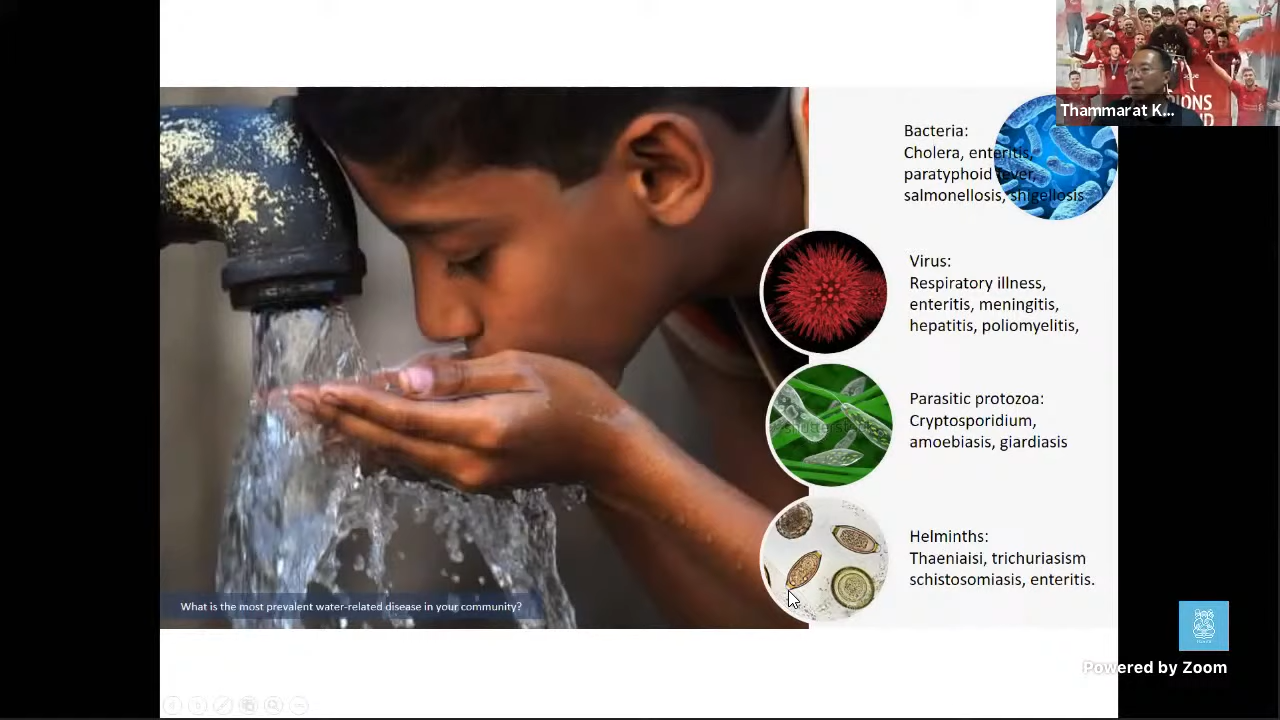 Thammarat K...
IONS
Bacteria:
Cholera, enteritis,
paratyphoid fever,
salmonellosis, shigellosis
Virus:
Respiratory illness,
enteritis, meningitis,
hepatitis, poliomyelitis,
Parasitic protozoa:
Cryptosporidium,
amoebiasis, giardiasis
Helminths:
Thaeniaisi, trichuriasism
schistosomiasis, enteritis.
What is the most prevalent water-related disease in your community?
Powered by Zoom